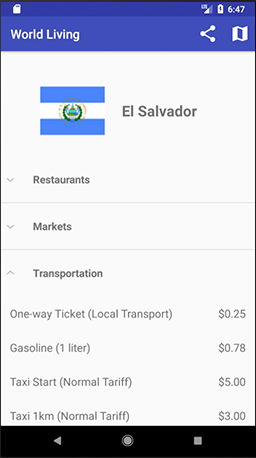 LTE 6:47
World Living
El Salvador
Restaurants
Markets
Transportation
One-way Ticket (Local Transport) $0.25
Gasoline (1 liter) $0.78
Taxi Start (Normal Tariff) $5.00
Taxi 1km (Normal Tariff) $3.00